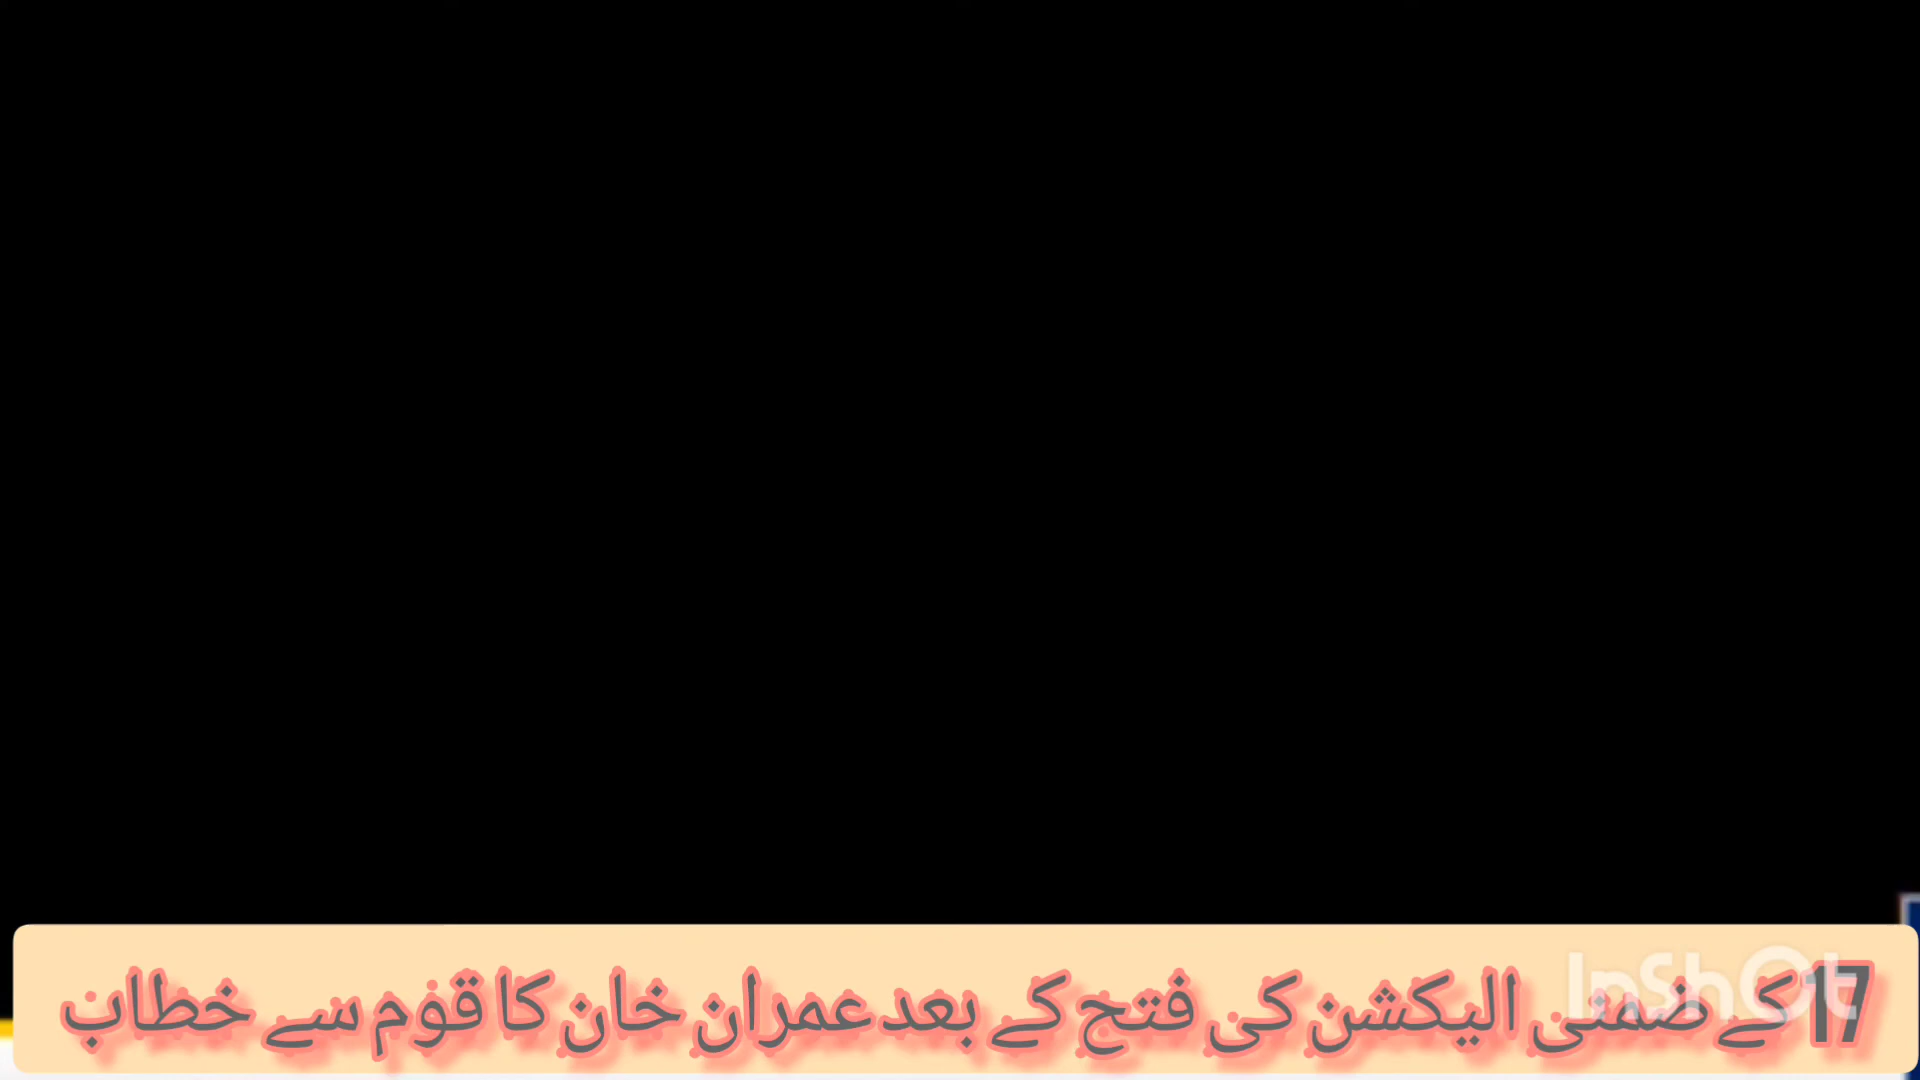 17 کے ضمنی الیکشن کی فتح کے بعد عمران خان کا قوم سے خطاب
InShOt